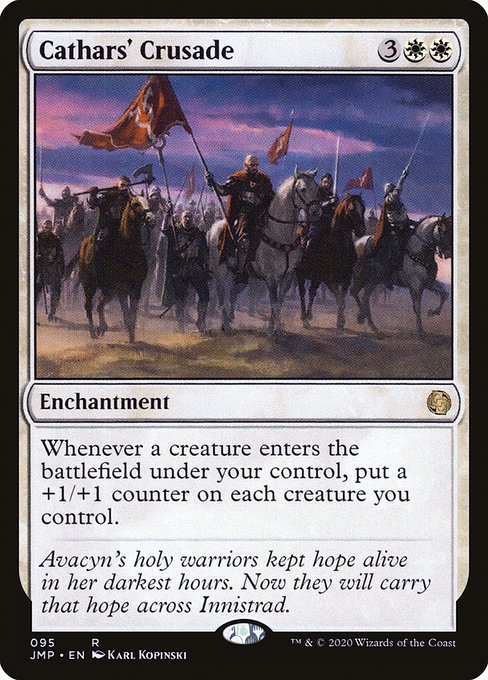 Cathars' Crusade 3
Enchantment
Whenever a creature enters the
battlefield under your control, put a
+1/+1 counter on each creature you
control.
Avacyn's holy warriors kept hope alive
in her darkest hours. Now they will carry
that hope across Innistrad.
095 R
JMP • EN Karl Kopinski
™ & © 2020 Wizards of the Coast